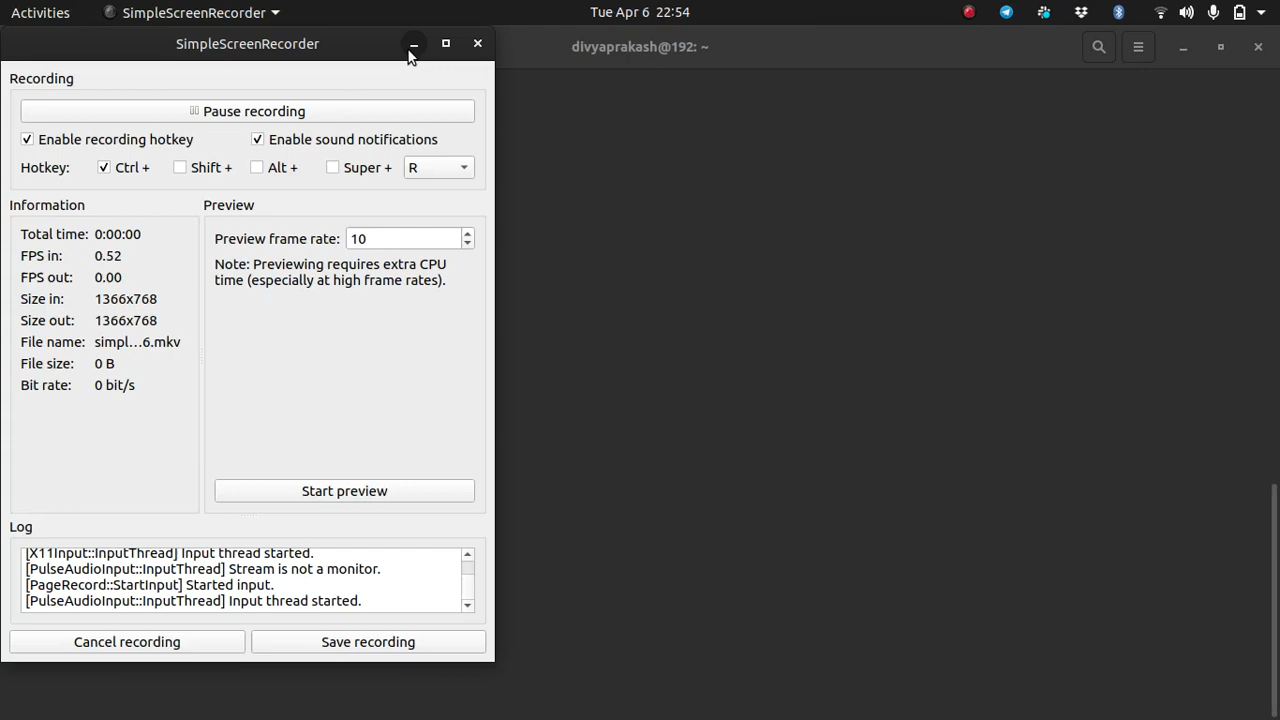 Activities SimpleScreenRecorder Tue Apr 6 22:54
SimpleScreenRecorder
divyaprakash@192: ~
Recording
Pause recording
Enable recording hotkey Enable sound notifications
Hotkey: Ctrl + Shift + Alt + Super + R
Information
Total time: 0:00:00
FPS in: 0.52
FPS out: 0.00
Size in: 1366x768
Size out: 1366x768
File name: simpl...6.mkv
File size: 0 B
Bit rate: 0 bit/s
Preview
Preview frame rate: 10
Note: Previewing requires extra CPU
time (especially at high frame rates).
Start preview
Log
[X11Input::InputThread] Input thread started.
[PulseAudioInput::InputThread] Stream is not a monitor.
[PageRecord::StartInput] Started input.
[PulseAudioInput::InputThread] Input thread started.
Cancel recording Save recording